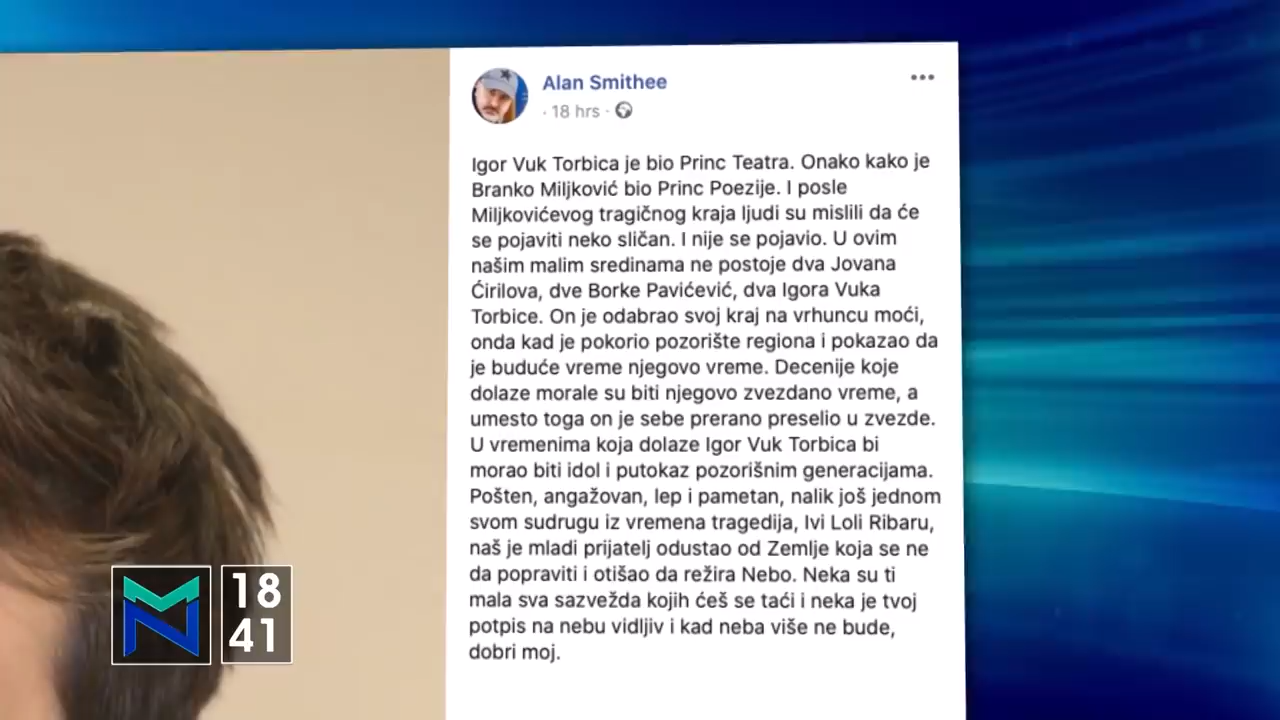 Alan Smithee
· 18 hrs ·
Igor Vuk Torbica je bio Princ Teatra. Onako kako je
Branko Miljković bio Princ Poezije. I posle
Miljkovićevog tragičnog kraja ljudi su mislili da će
se pojaviti neko sličan. I nije se pojavio. U ovim
našim malim sredinama ne postoje dva Jovana
Ćirilova, dve Borke Pavićević, dva Igora Vuka
Torbice. On je odabrao svoj kraj na vrhuncu moći,
onda kad je pokorio pozorište regiona i pokazao da
je buduće vreme njegovo vreme. Decenije koje
dolaze morale su biti njegovo zvezdano vreme, a
umesto toga on je sebe prerano preselio u zvezde.
U vremenima koja dolaze Igor Vuk Torbica bi
morao biti idol i putokaz pozorišnim generacijama.
Pošten, angažovan, lep i pametan, nalik još jednom
svom sudrugu iz vremena tragedija, Ivi Loli Ribaru,
naš je mladi prijatelj odustao od Zemlje koja se ne
da popraviti i otišao da režira Nebo. Neka su ti
mala sva sazvežda kojih ćeš se taći i neka je tvoj
potpis na nebu vidljiv i kad neba više ne bude,
dobri moj.
18
41